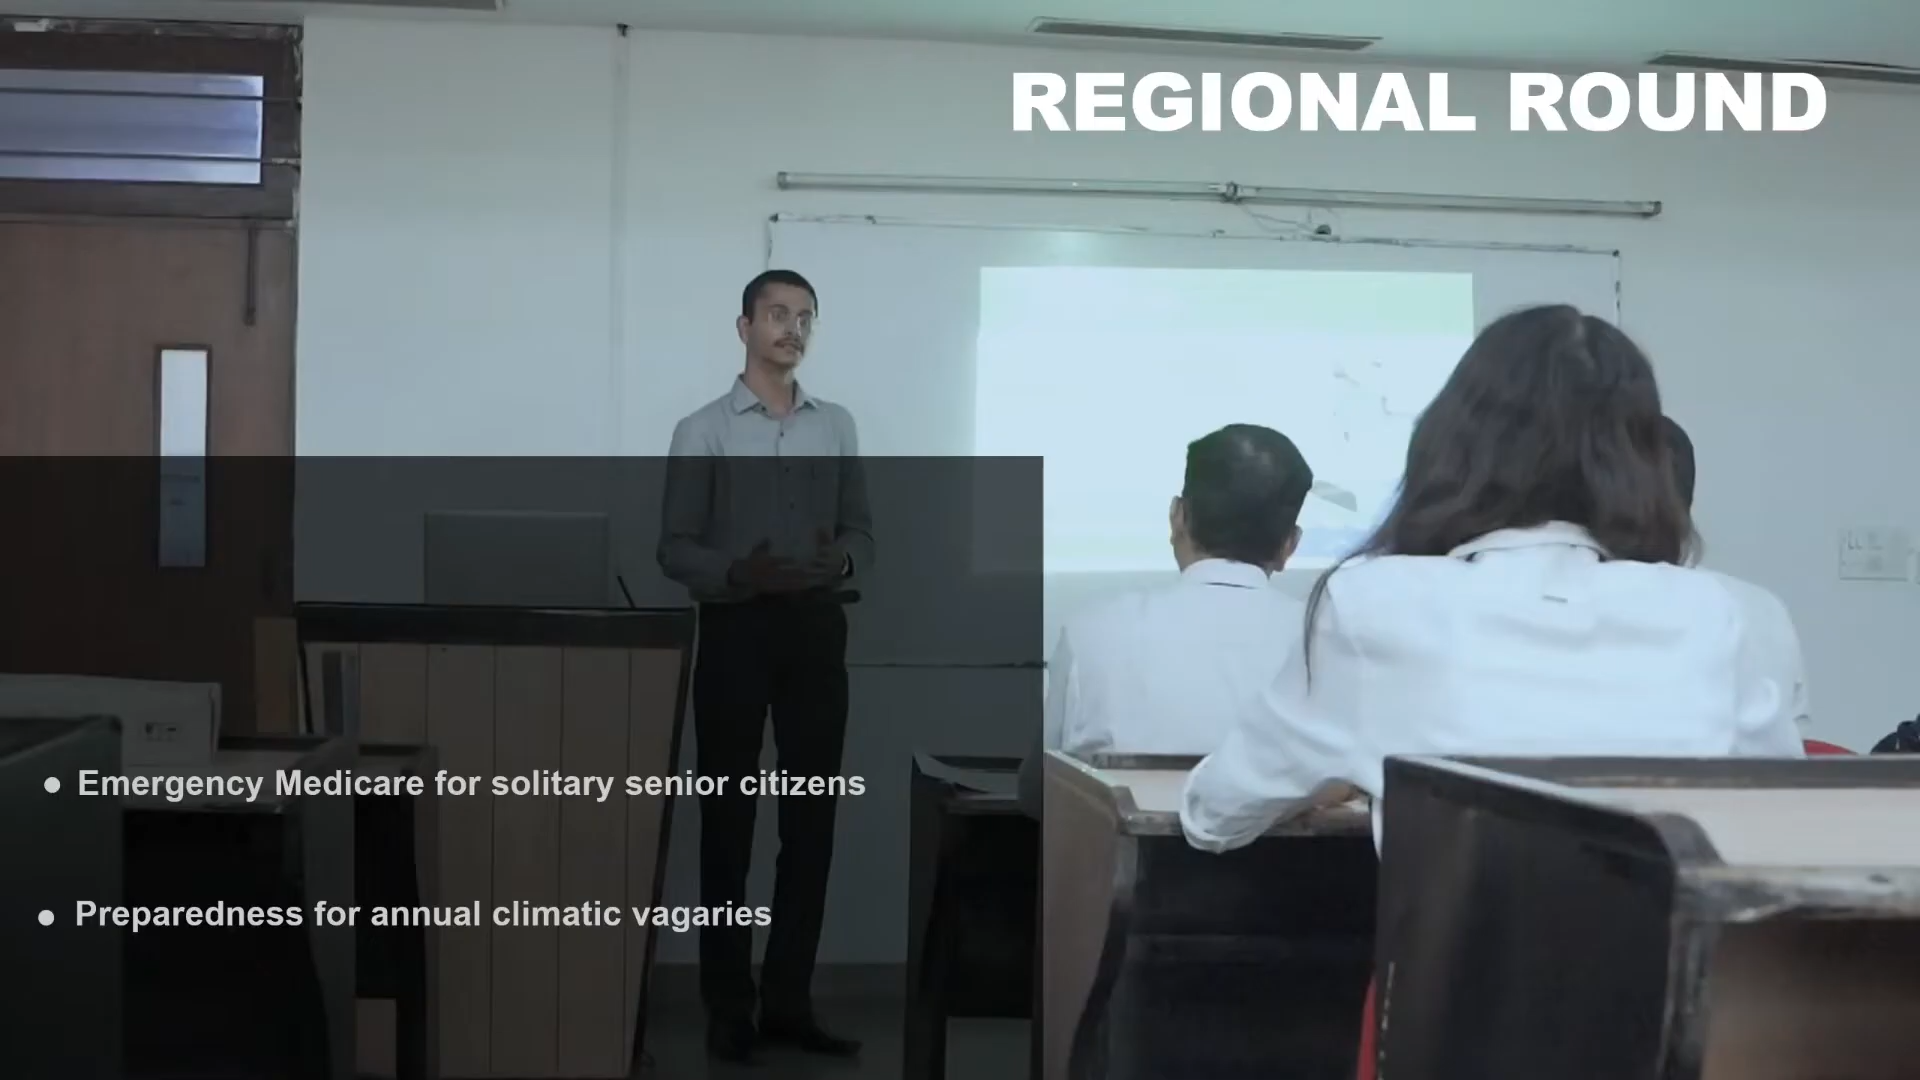 REGIONAL ROUND
● Emergency Medicare for solitary senior citizens
● Preparedness for annual climatic vagaries